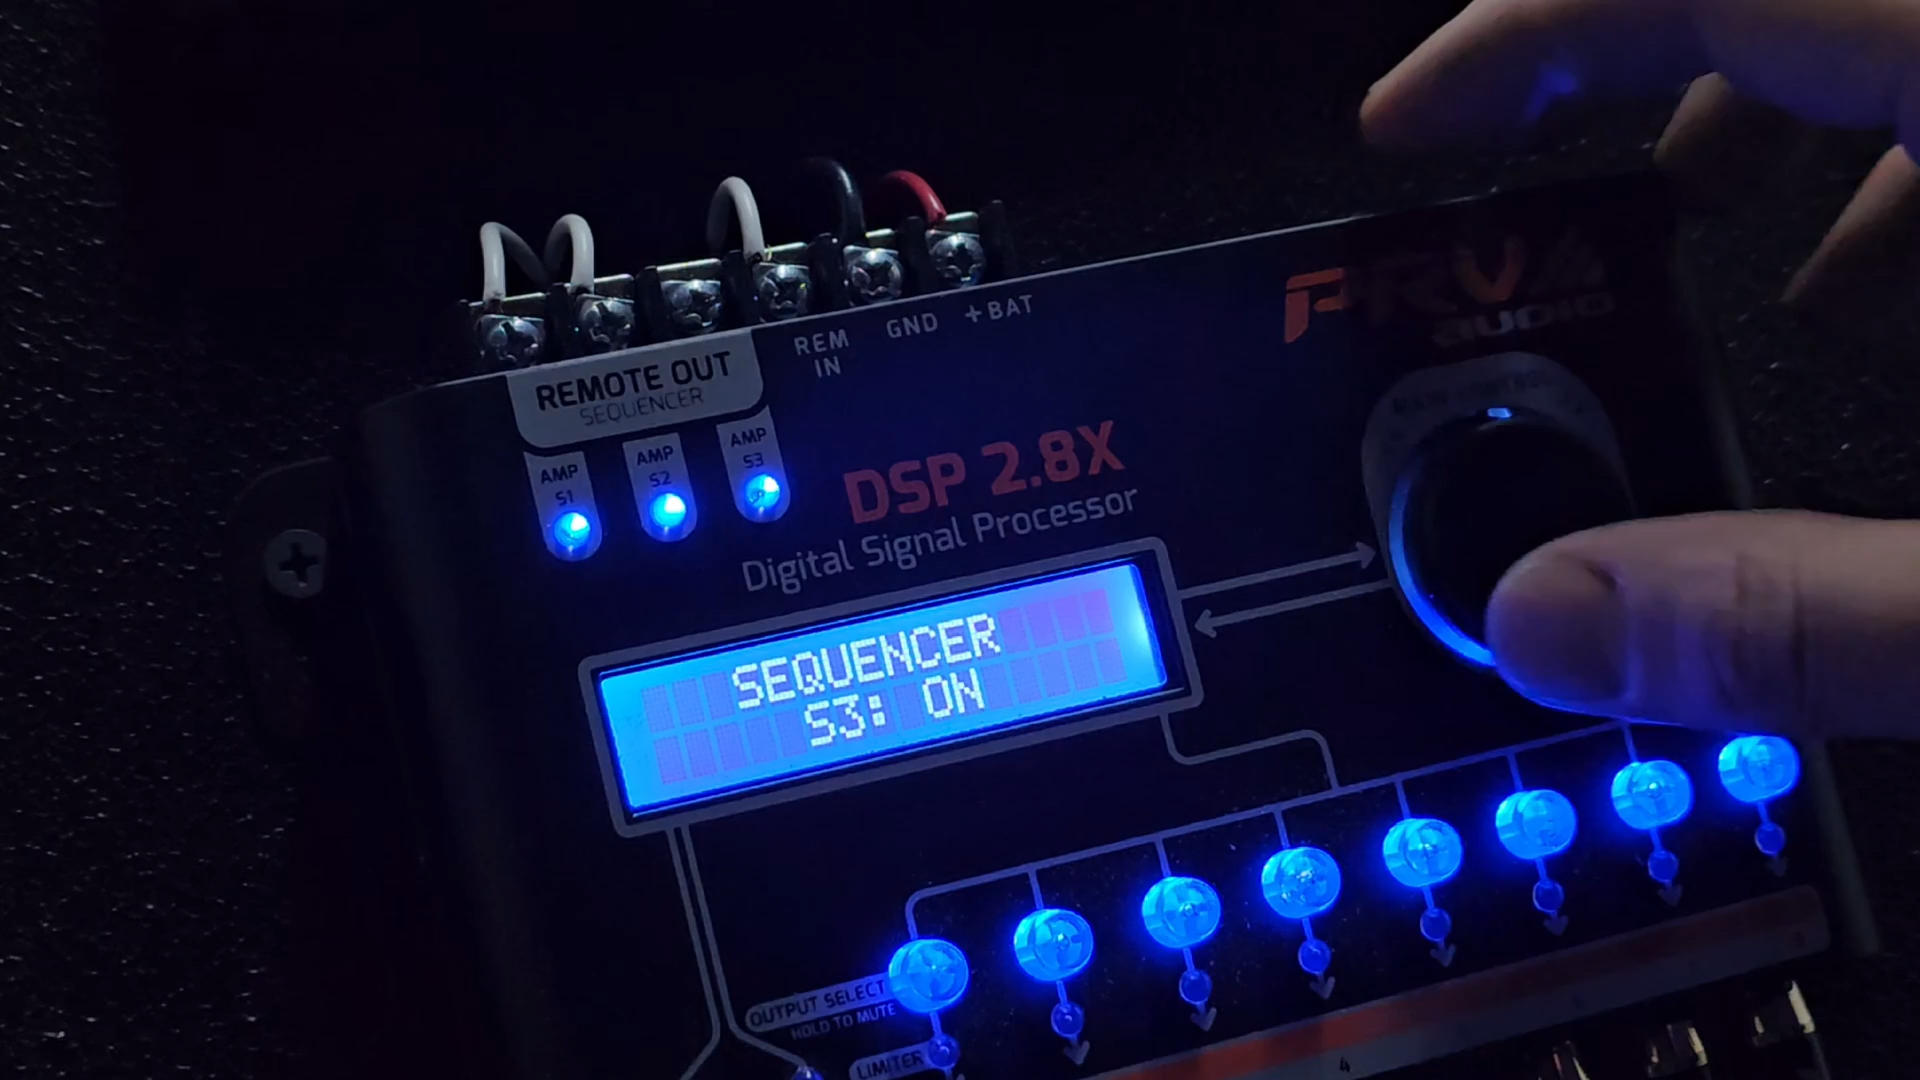 REM
IN
GND
+BAT
PRV
AUDIO
REMOTE OUT
SEQUENCER
AMP
S1
AMP
S2
AMP
S3
DSP 2.8X
Digital Signal Processor
SEQUENCER
S3: ON
OUTPUT SELECT
HOLD TO MUTE
LIMITER
4